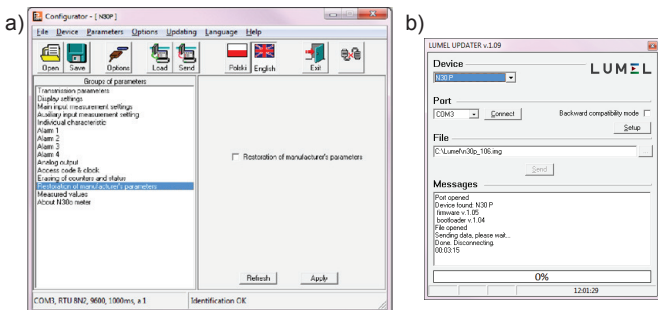 a)
Configurator - [ N30P ]
File Device Parameters Options Updating Language Help
Open Save Options Load Send Polski English Exit
Groups of parameters
Transmission parameters
Display settings
Main input measurement settings
Auxiliary input measurement setting
Individual characteristic
Alarm 1
Alarm 2
Alarm 3
Alarm 4
Analog output
Access code & clock
Erasing of counters and status
Restoration of manufacturer's parameters
Measured values
About N30o meter
Restoration of manufacturer's parameters
Refresh Apply
COM3, RTU 8N2, 9600, 1000ms, a 1 Identification OK
b)
LUMEL UPDATER v.1.09
Device
N30 P
LUMEL
Port
COM3 Connect Backward compatibility mode
Setup
File
C:\Lumel\n30p_106.img ...
Send
Messages
Port opened
Device found: N30 P
firmware v.1.05
bootloader v.1.04
File opened
Sending data, please wait...
Done. Disconnecting.
00:03:15
0%
12:01:29